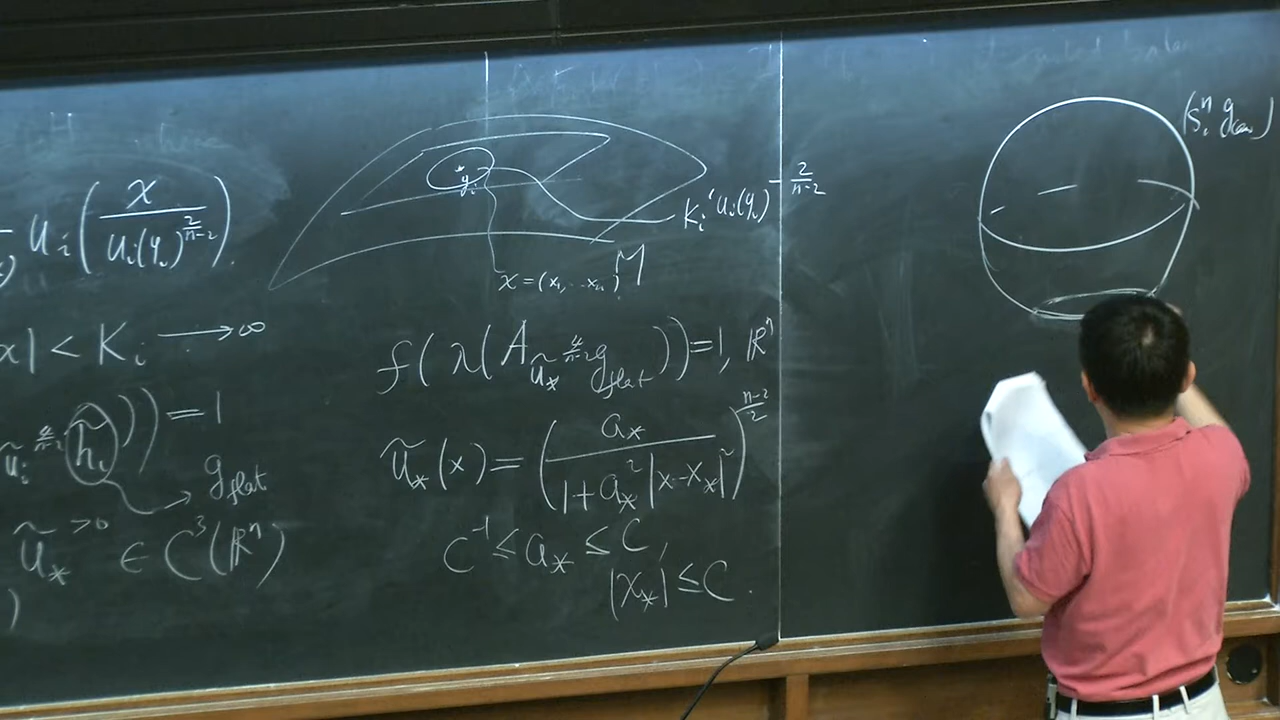 u_i ( x / u_i(y_i)^{2/(n-2)} ).
x| < K_i ⟶ ∞
ũ_i^{4/(n-2)} h̃_i ))) = 1
g_flat
ũ_* > 0 ∈ C^3(ℝ^n)
)
y_i
K_i u_i(y_i)^{-2/(n-2)}
x = (x_1, ... x_n)
M
f( λ( A_{ũ_*^{4/(n-2)} g_flat} )) = 1, ℝ^n
ũ_*(x) = ( a_* / (1 + a_*^2 |x - x_*|^2) )^{(n-2)/2}
C^{-1} ≤ a_* ≤ C,
|x_*| ≤ C.